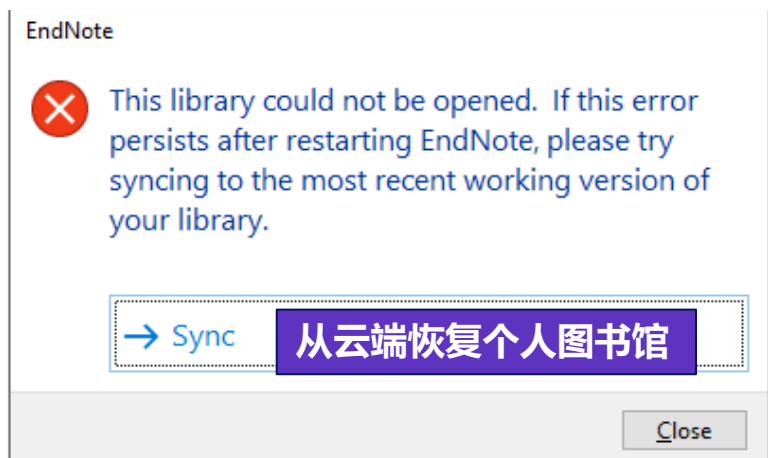 EndNote
This library could not be opened.  If this error
persists after restarting EndNote, please try
syncing to the most recent working version of
your library.
→ Sync
从云端恢复个人图书馆
Close